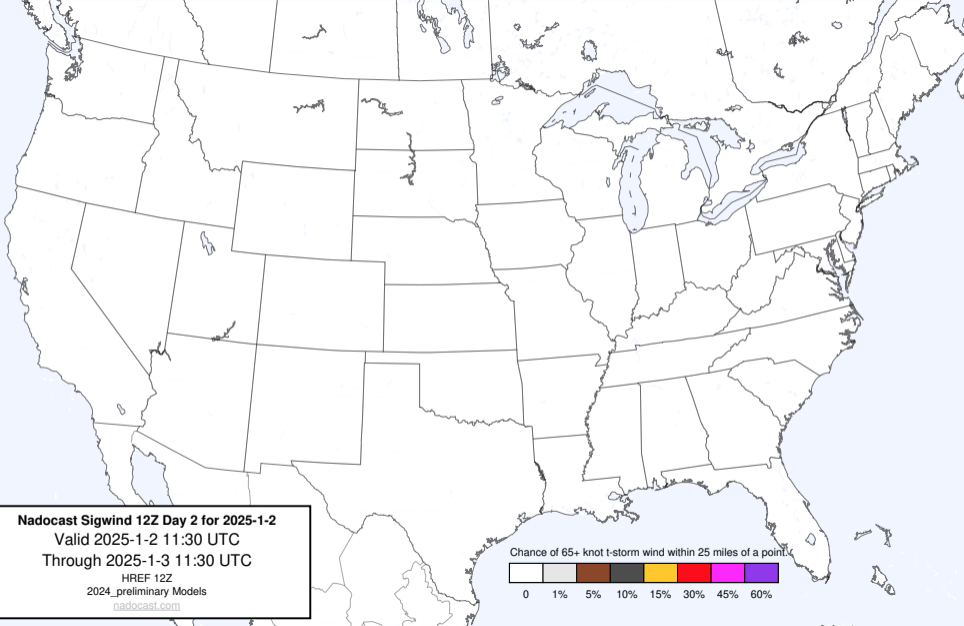 Nadocast Sigwind 12Z Day 2 for 2025-1-2
Valid 2025-1-2 11:30 UTC
Through 2025-1-3 11:30 UTC
HREF 12Z
2024_preliminary Models
nadocast.com
Chance of 65+ knot t-storm wind within 25 miles of a point.
0 1% 5% 10% 15% 30% 45% 60%